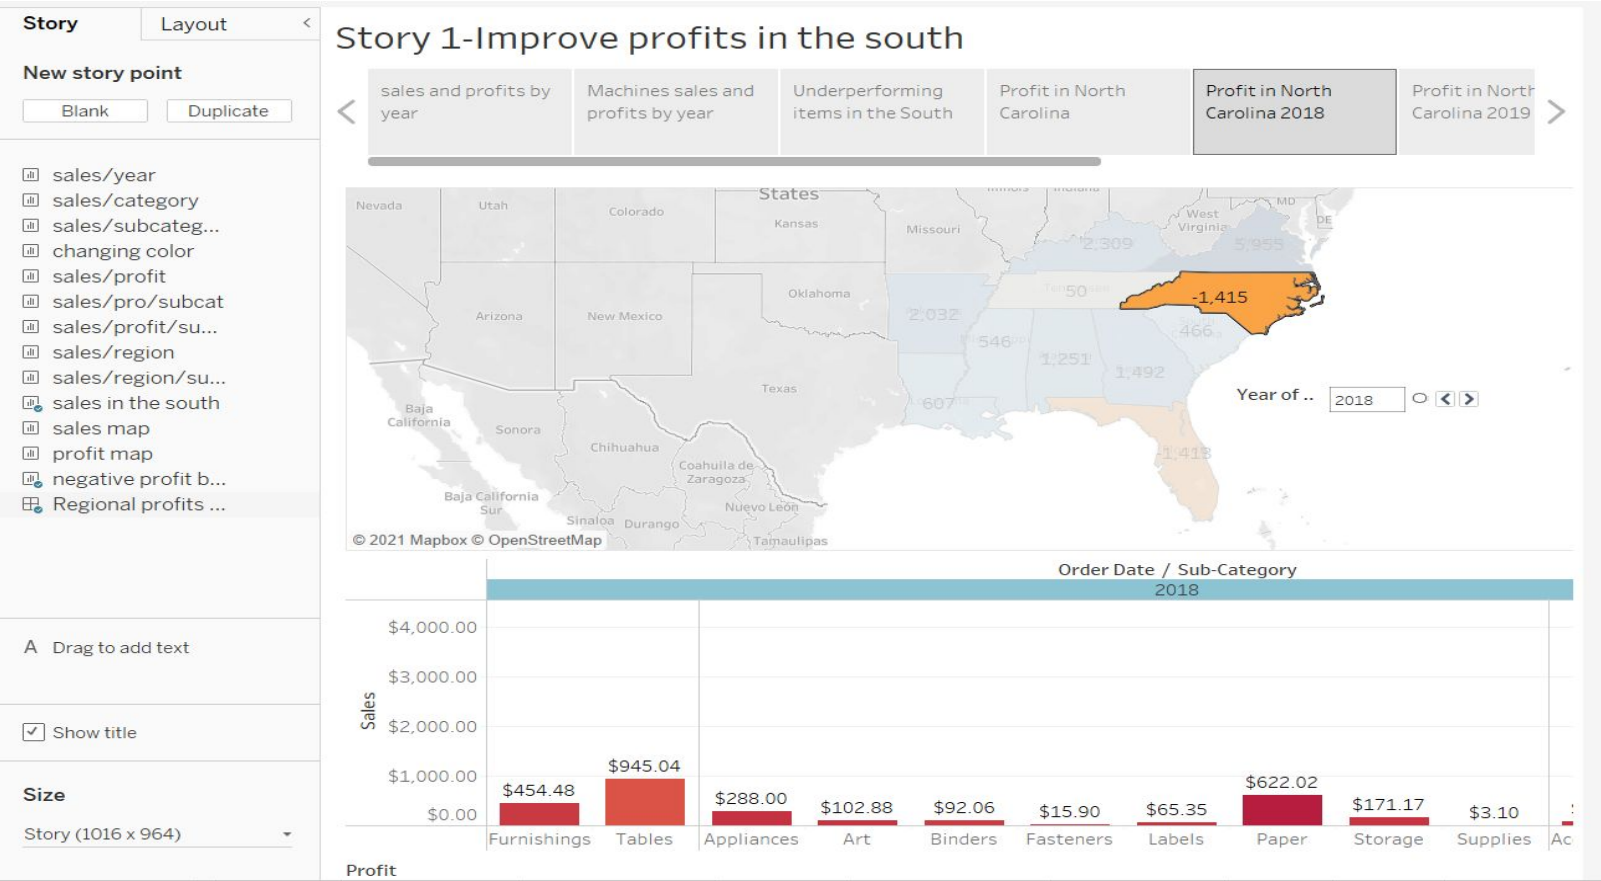 Story
Layout
<
New story point
Blank
Duplicate
sales/year
sales/category
sales/subcateg...
changing color
sales/profit
sales/pro/subcat
sales/profit/su...
sales/region
sales/region/su...
sales in the south
sales map
profit map
negative profit b...
Regional profits ...
A Drag to add text
Show title
Size
Story (1016 x 964)
Story 1-Improve profits in the south
sales and profits by
year
Machines sales and
profits by year
Underperforming
items in the South
Profit in North
Carolina
Profit in North
Carolina 2018
Profit in North
Carolina 2019
States
Nevada
Utah
Colorado
Kansas
Missouri
West
Virginia
MD
DE
2,309
5,955
Oklahoma
50
-1,415
Arizona
New Mexico
2,032
546
466
1,251
1,492
Texas
607
-1,413
Year of ..
2018
Baja
California
Sonora
Chihuahua
Coahuila de
Zaragoza
Baja California
Sur
Nuevo León
Sinaloa
Durango
Tamaulipas
© 2021 Mapbox © OpenStreetMap
Order Date / Sub-Category
2018
Sales
$4,000.00
$3,000.00
$2,000.00
$1,000.00
$0.00
$454.48
$945.04
$288.00
$102.88
$92.06
$15.90
$65.35
$622.02
$171.17
$3.10
Furnishings
Tables
Appliances
Art
Binders
Fasteners
Labels
Paper
Storage
Supplies
Ac
Profit